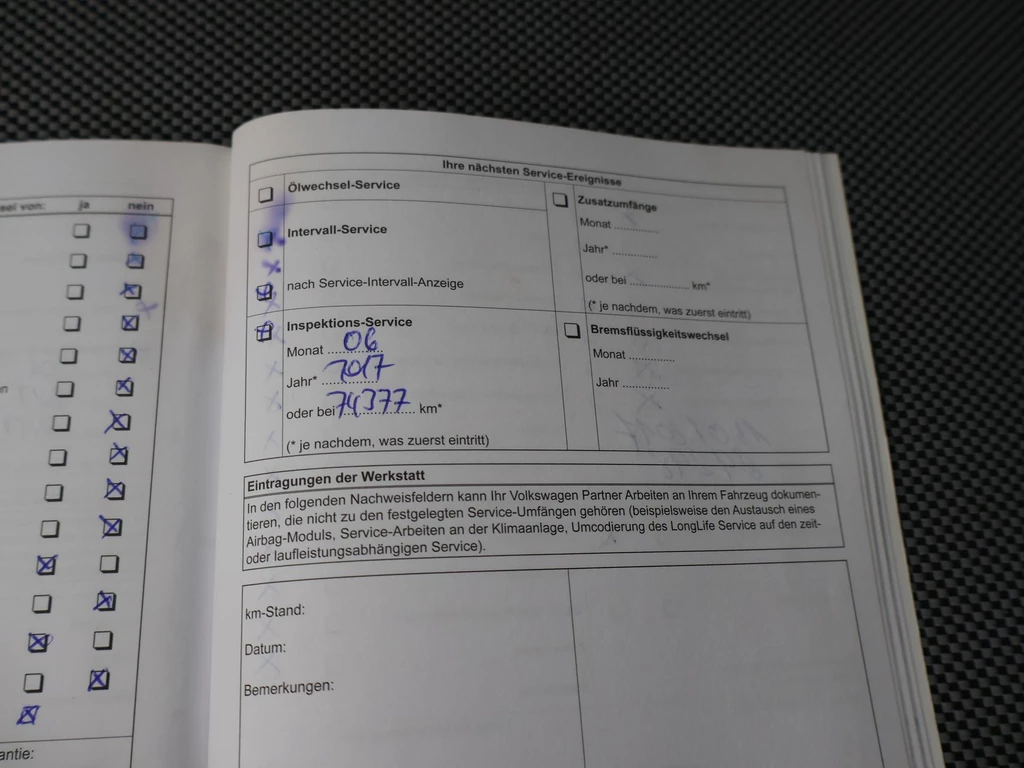 sel von: ja nein
antie:
Ihre nächsten Service-Ereignisse
Ölwechsel-Service
Intervall-Service
nach Service-Intervall-Anzeige
Inspektions-Service
Monat ........ 06
Jahr* .............. 2017
oder bei 74377 ...... km*
(* je nachdem, was zuerst eintritt)
Zusatzumfänge
Monat ............
Jahr* ............
oder bei ................ km*
(* je nachdem, was zuerst eintritt)
Bremsflüssigkeitswechsel
Monat ............
Jahr ............
Eintragungen der Werkstatt
In den folgenden Nachweisfeldern kann Ihr Volkswagen Partner Arbeiten an Ihrem Fahrzeug dokumen-
tieren, die nicht zu den festgelegten Service-Umfängen gehören (beispielsweise den Austausch eines
Airbag-Moduls, Service-Arbeiten an der Klimaanlage, Umcodierung des LongLife Service auf den zeit-
oder laufleistungsabhängigen Service).
km-Stand:
Datum:
Bemerkungen: